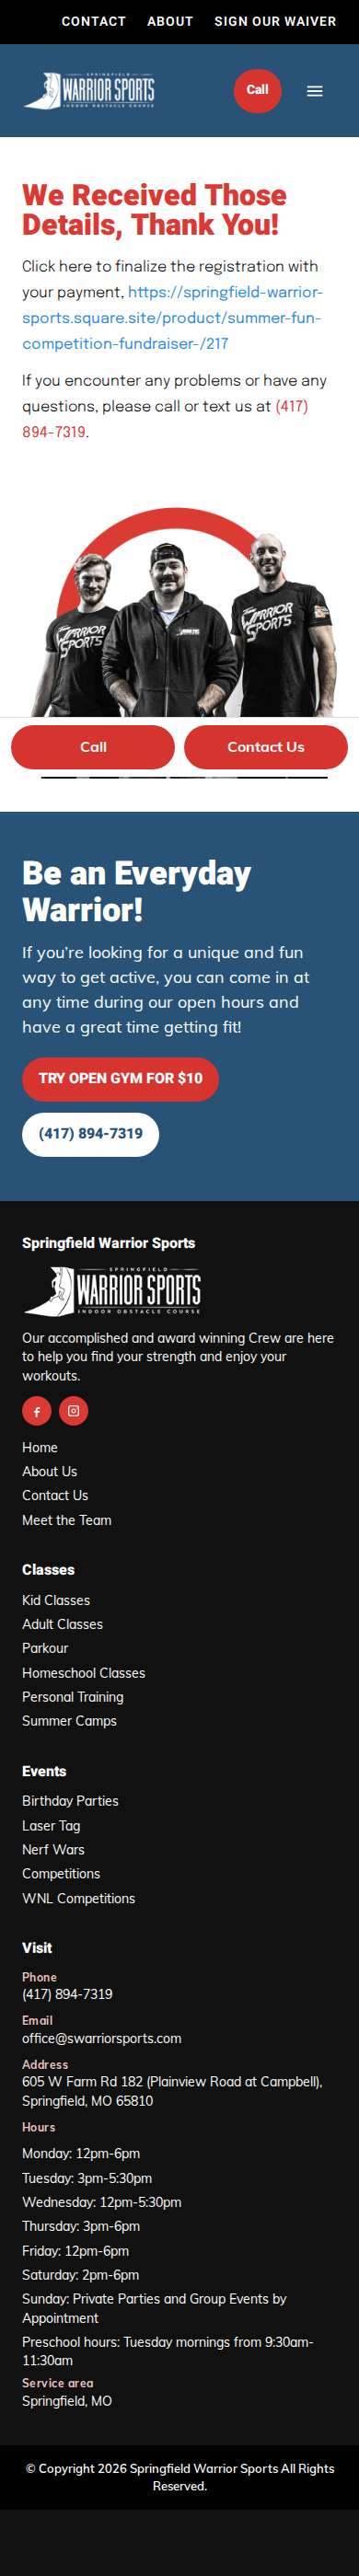 CONTACT ABOUT SIGN OUR WAIVER
SPRINGFIELD
WARRIOR SPORTS
INDOOR OBSTACLE COURSE
Call
We Received Those
Details, Thank You!
Click here to finalize the registration with
your payment, https://springfield-warrior-
sports.square.site/product/summer-fun-
competition-fundraiser-/217
If you encounter any problems or have any
questions, please call or text us at (417)
894-7319.
WARRIOR
SPORTS
WARRIOR
SPORTS
Call
Contact Us
Be an Everyday
Warrior!
If you're looking for a unique and fun
way to get active, you can come in at
any time during our open hours and
have a great time getting fit!
TRY OPEN GYM FOR $10
(417) 894-7319
Springfield Warrior Sports
SPRINGFIELD
WARRIOR SPORTS
INDOOR OBSTACLE COURSE
Our accomplished and award winning Crew are here
to help you find your strength and enjoy your
workouts.
Home
About Us
Contact Us
Meet the Team
Classes
Kid Classes
Adult Classes
Parkour
Homeschool Classes
Personal Training
Summer Camps
Events
Birthday Parties
Laser Tag
Nerf Wars
Competitions
WNL Competitions
Visit
Phone
(417) 894-7319
Email
office@swarriorsports.com
Address
605 W Farm Rd 182 (Plainview Road at Campbell),
Springfield, MO 65810
Hours
Monday: 12pm-6pm
Tuesday: 3pm-5:30pm
Wednesday: 12pm-5:30pm
Thursday: 3pm-6pm
Friday: 12pm-6pm
Saturday: 2pm-6pm
Sunday: Private Parties and Group Events by
Appointment
Preschool hours: Tuesday mornings from 9:30am-
11:30am
Service area
Springfield, MO
© Copyright 2026 Springfield Warrior Sports All Rights
Reserved.